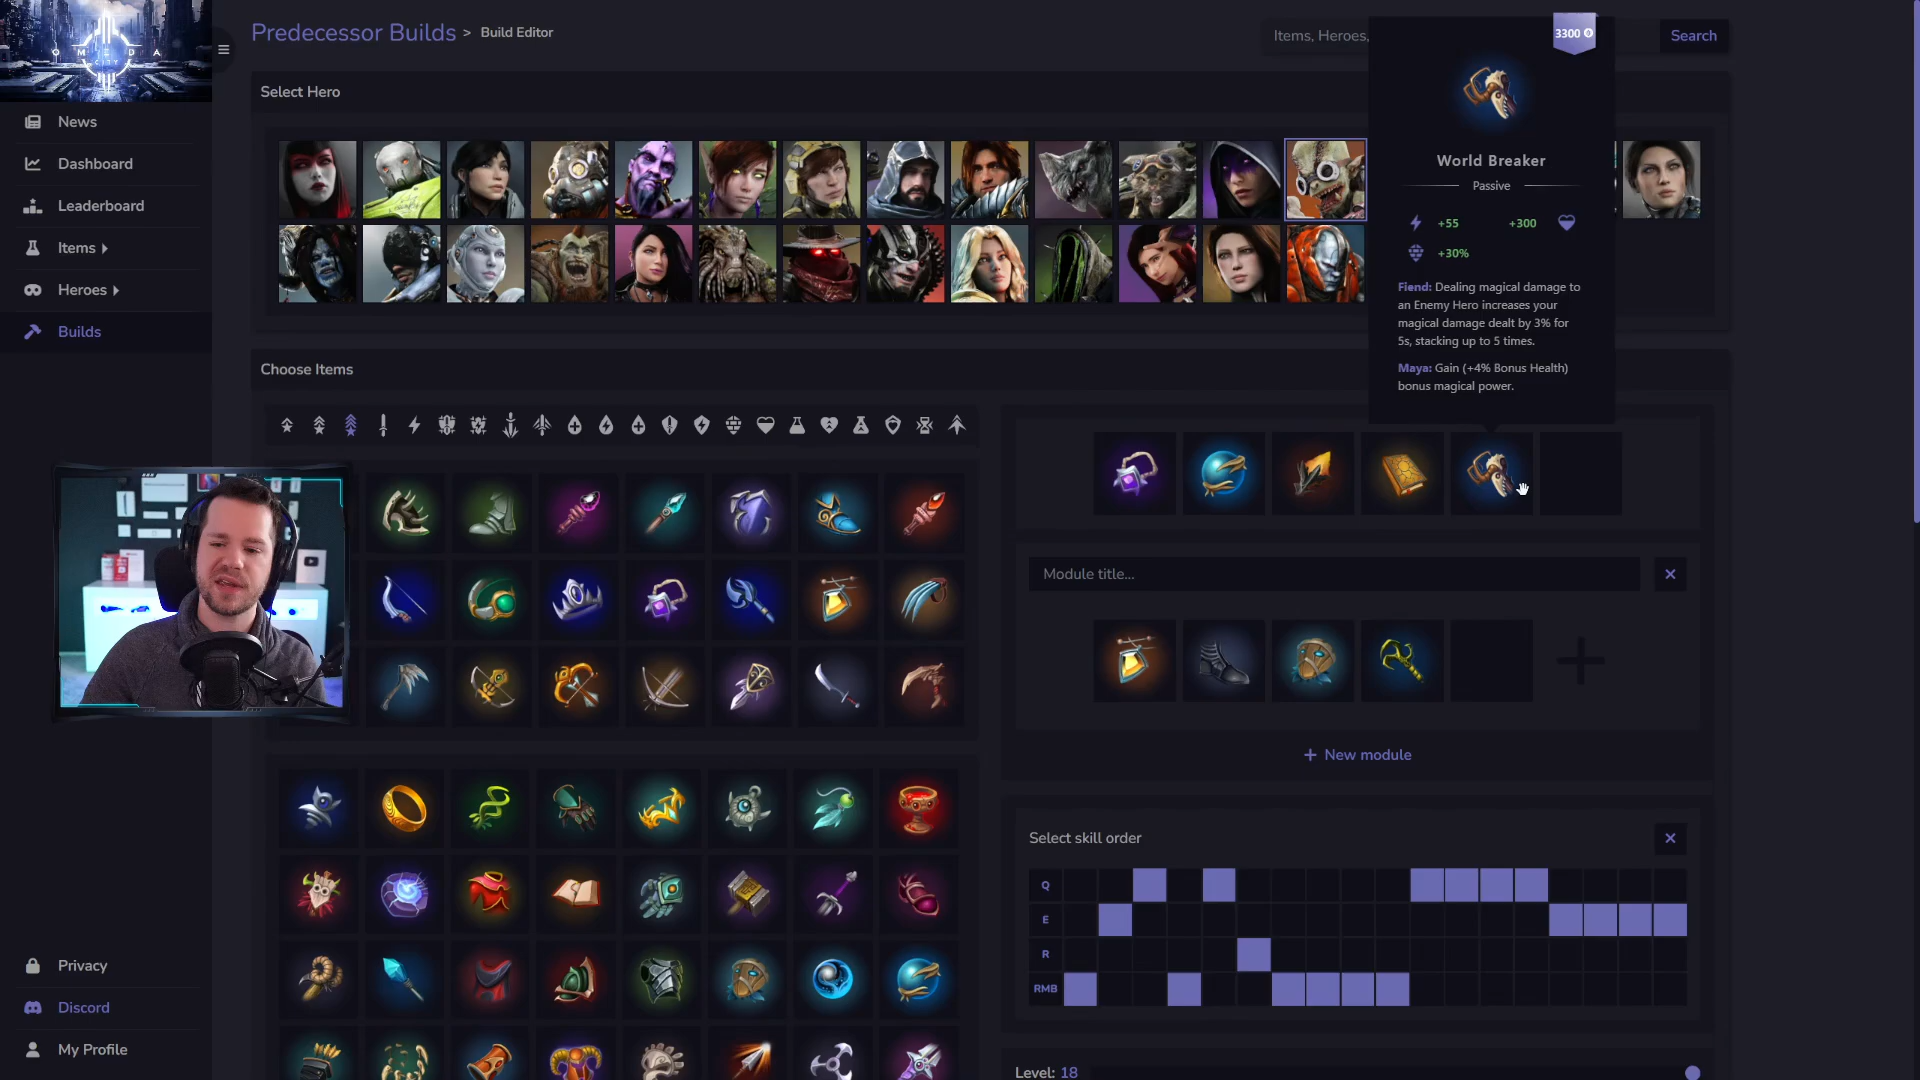 OMEDA
CITY
Predecessor Builds > Build Editor
Items, Heroes,
Search
3300
News
Dashboard
Leaderboard
Items
Heroes
Builds
Select Hero
World Breaker
Passive
+55
+300
+30%
Fiend: Dealing magical damage to
an Enemy Hero increases your
magical damage dealt by 3% for
5s, stacking up to 5 times.
Maya: Gain (+4% Bonus Health)
bonus magical power.
Choose Items
Module title...
+ New module
Select skill order
Q
E
R
RMB
Level: 18
Privacy
Discord
My Profile